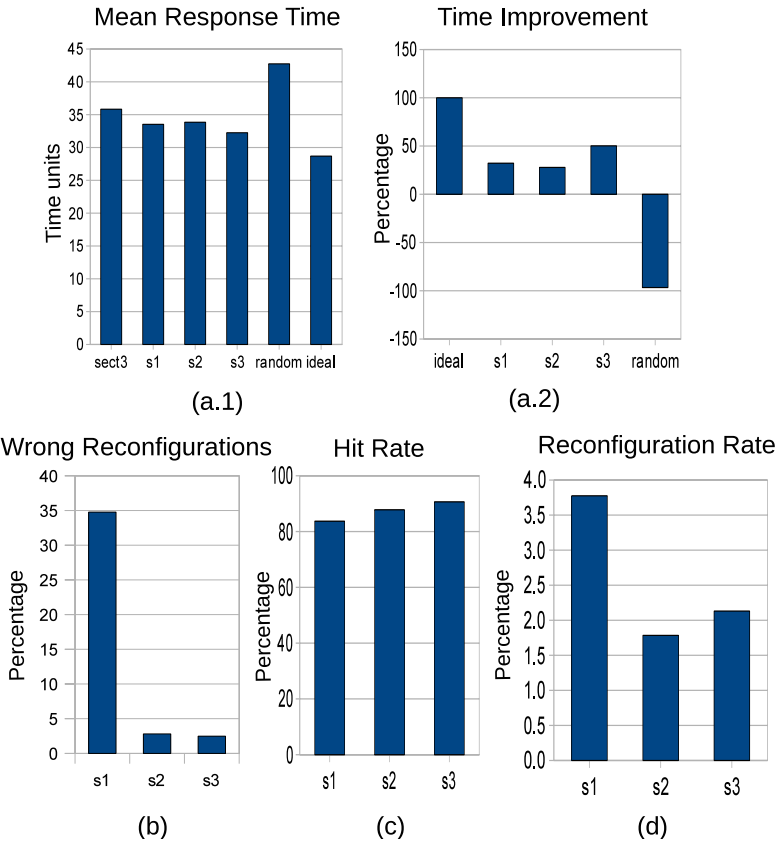 Mean Response Time
Time Improvement
45
40
35
30
25
20
15
10
5
0
Time units
sect3 s1 s2 s3 random ideal
(a.1)
150
100
50
0
-50
-100
-150
Percentage
ideal s1 s2 s3 random
(a.2)
Wrong Reconfigurations
Hit Rate
Reconfiguration Rate
40
35
30
25
20
15
10
5
0
Percentage
s1 s2 s3
(b)
100
80
60
40
20
0
Percentage
s1 s2 s3
(c)
4.0
3.5
3.0
2.5
2.0
1.5
1.0
0.5
0.0
Percentage
s1 s2 s3
(d)